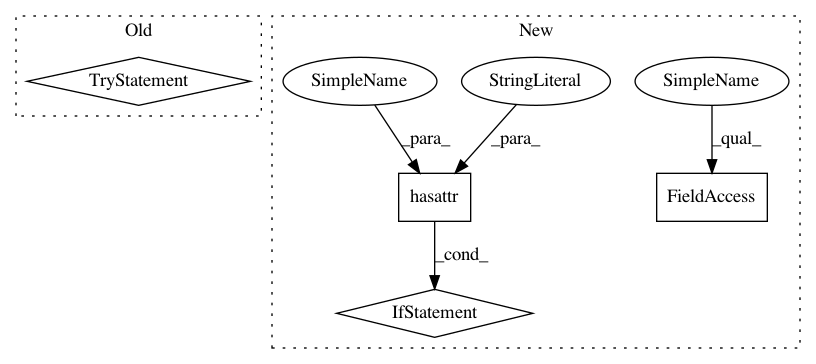 Old
New
TryStatement
SimpleName
StringLiteral
SimpleName
_para_
_para_
_qual_
hasattr
FieldAccess
_cond_
IfStatement